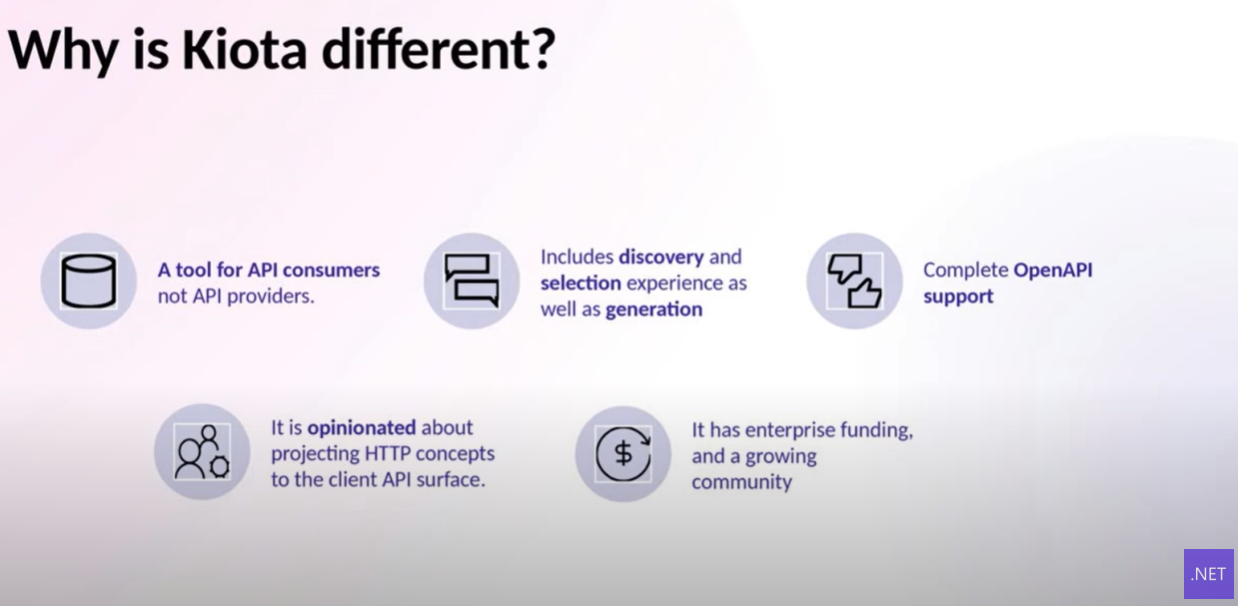 Why is Kiota different?
A tool for API consumers
not API providers.
Includes discovery and
selection experience as
well as generation
Complete OpenAPI
support
It is opinionated about
projecting HTTP concepts
to the client API surface.
$
It has enterprise funding,
and a growing
community
.NET